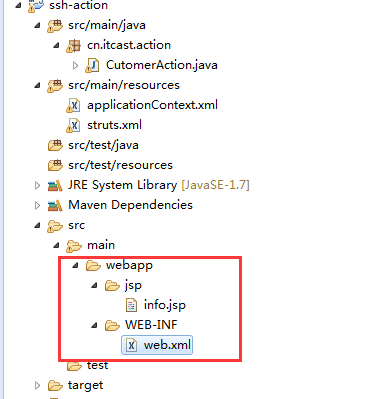 ssh-action
src/main/java
cn.itcast.action
CutomerAction.java
src/main/resources
applicationContext.xml
struts.xml
src/test/java
src/test/resources
JRE System Library [JavaSE-1.7]
Maven Dependencies
src
main
webapp
jsp
info.jsp
WEB-INF
web.xml
test
target